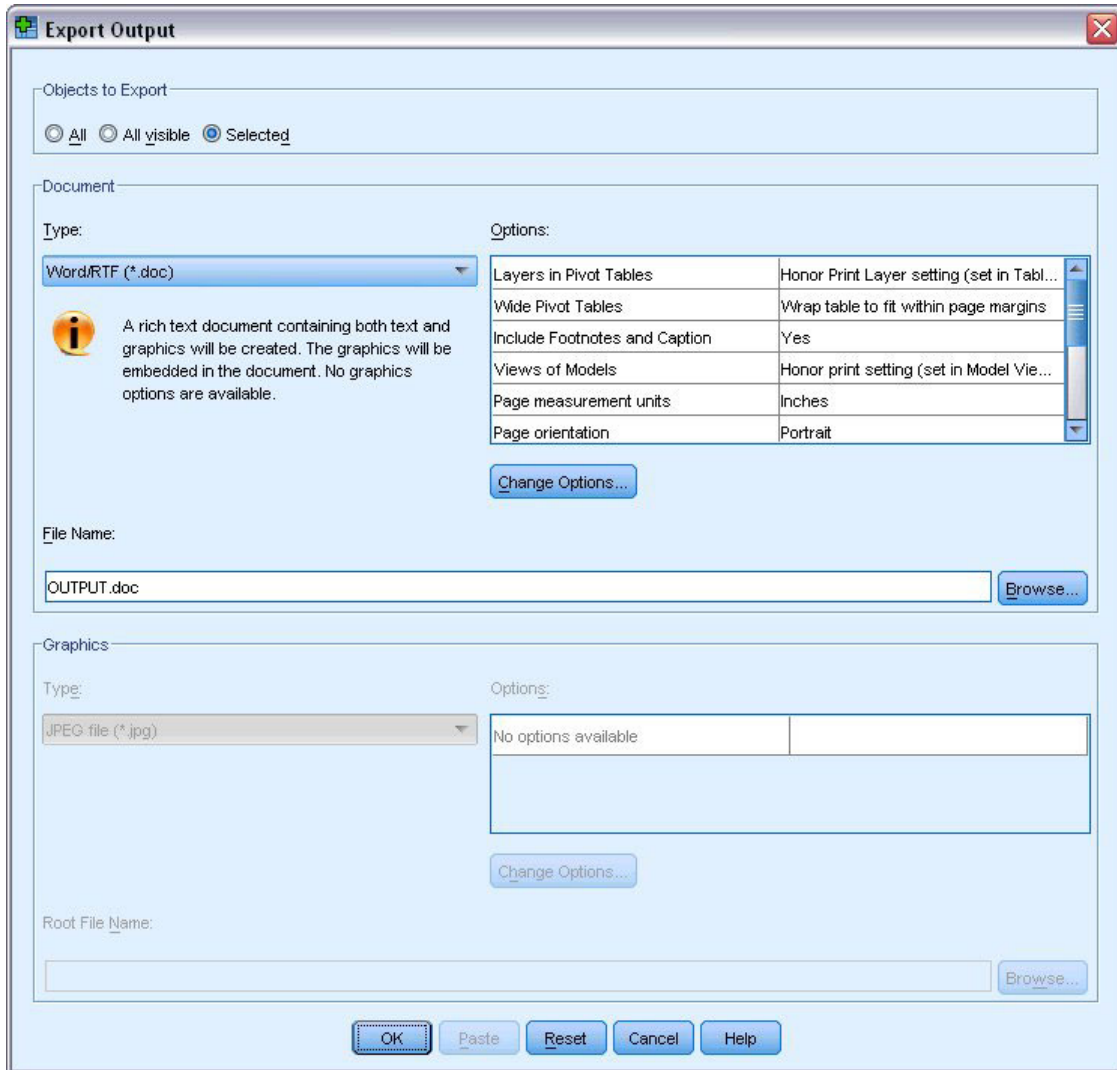 Export Output
Objects to Export
All All visible Selected
Document
Type:
Word/RTF (*.doc)
A rich text document containing both text and
graphics will be created. The graphics will be
embedded in the document. No graphics
options are available.
Options:
Layers in Pivot Tables Honor Print Layer setting (set in Tabl...
Wide Pivot Tables Wrap table to fit within page margins
Include Footnotes and Caption Yes
Views of Models Honor print setting (set in Model Vie...
Page measurement units Inches
Page orientation Portrait
Change Options...
File Name:
OUTPUT.doc
Browse...
Graphics
Type:
JPEG file (*.jpg)
Options:
No options available
Change Options...
Root File Name:
Browse...
OK Paste Reset Cancel Help